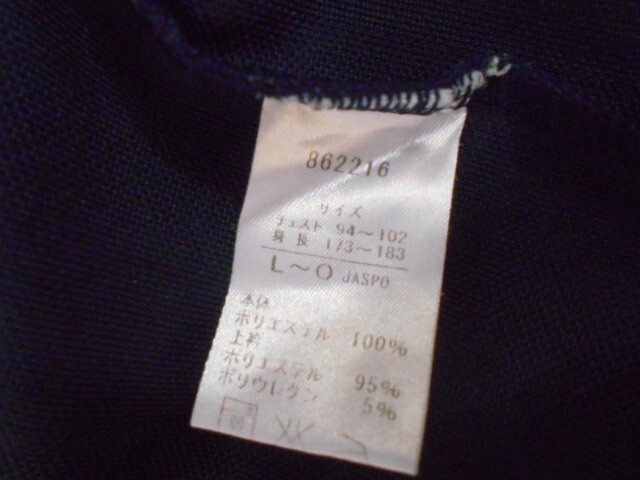 862216
サイズ
チェスト 94～102
身長 173～183
L～O JASPO
本体
ポリエステル 100%
上衿
ポリエステル 95%
ポリウレタン 5%